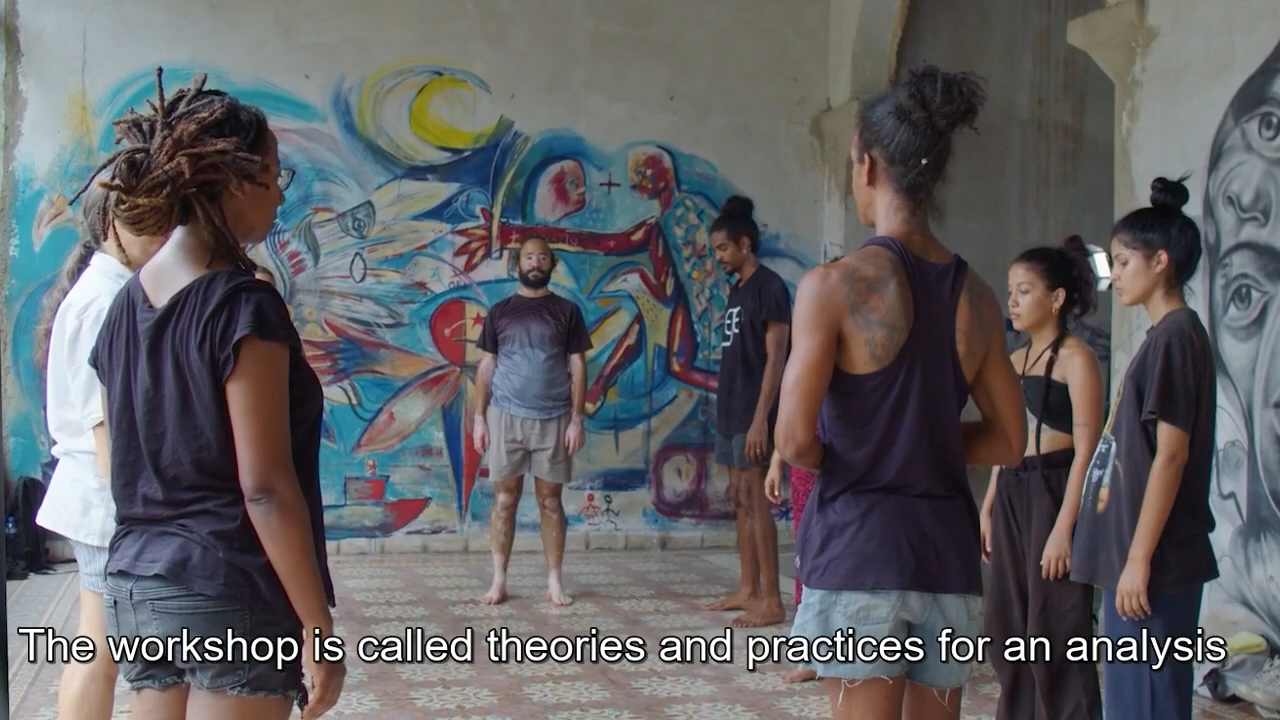 The workshop is called theories and practices for an analysis